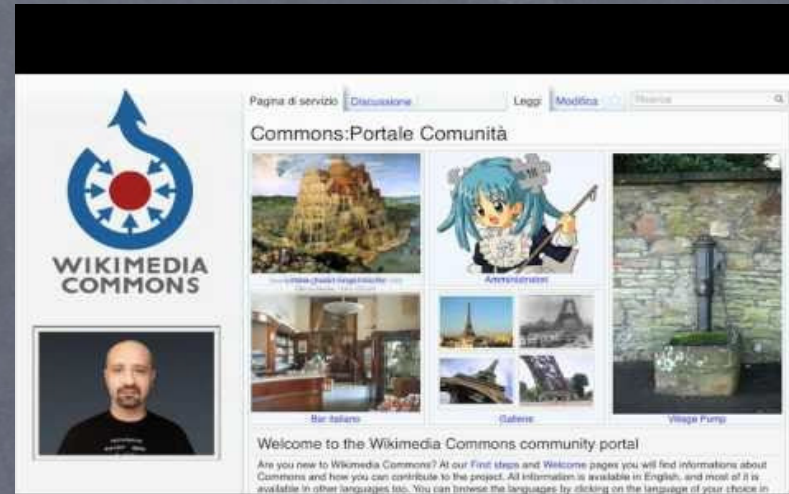 Pagina di servizio Discussione Leggi Modifica Ricerca
Commons:Portale Comunità
WIKIMEDIA
COMMONS
18
Amministratori
Bar italiano
Gallerie
Village Pump
Welcome to the Wikimedia Commons community portal
Are you new to Wikimedia Commons? At our First steps and Welcome pages you will find informations about
Commons and how you can contribute to the project. All information is available in English, and most of it is
available in other languages too. You can browse the languages by clicking on the language of your choice in